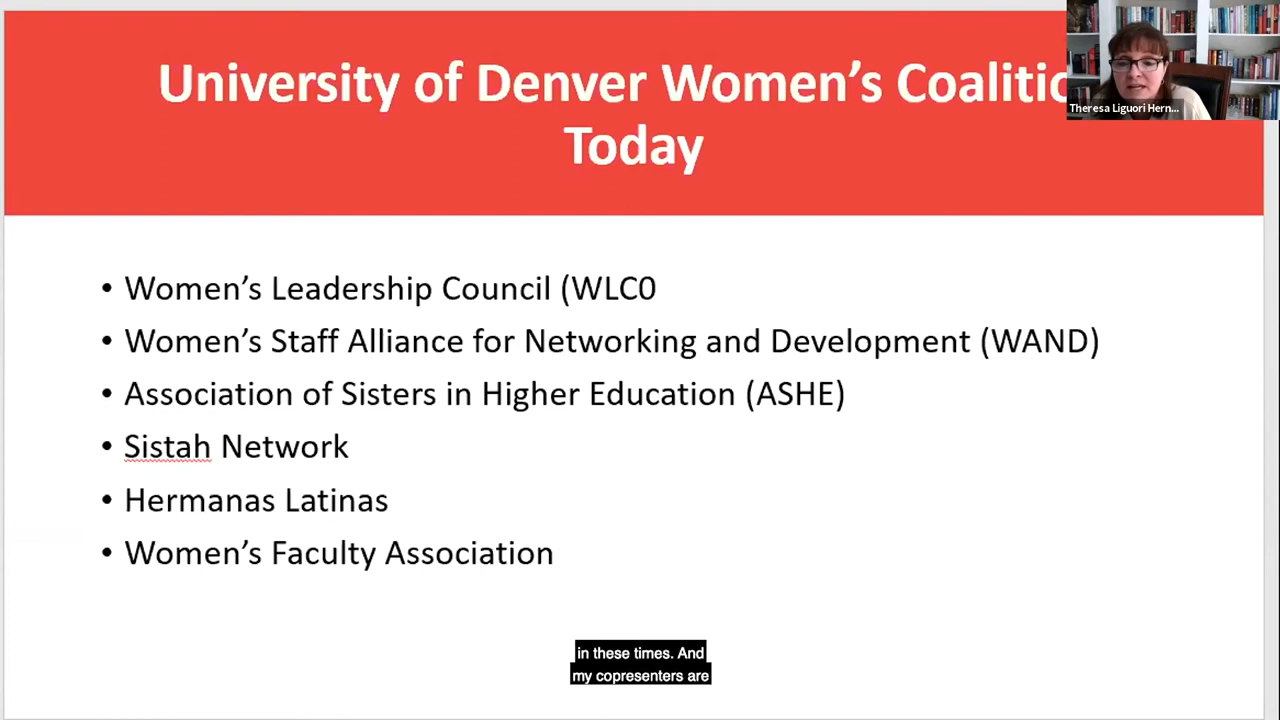 University of Denver Women's Coalitio
Today
Theresa Liguori Hern...
• Women's Leadership Council (WLC0
• Women's Staff Alliance for Networking and Development (WAND)
• Association of Sisters in Higher Education (ASHE)
• Sistah Network
• Hermanas Latinas
• Women's Faculty Association
in these times. And
my copresenters are